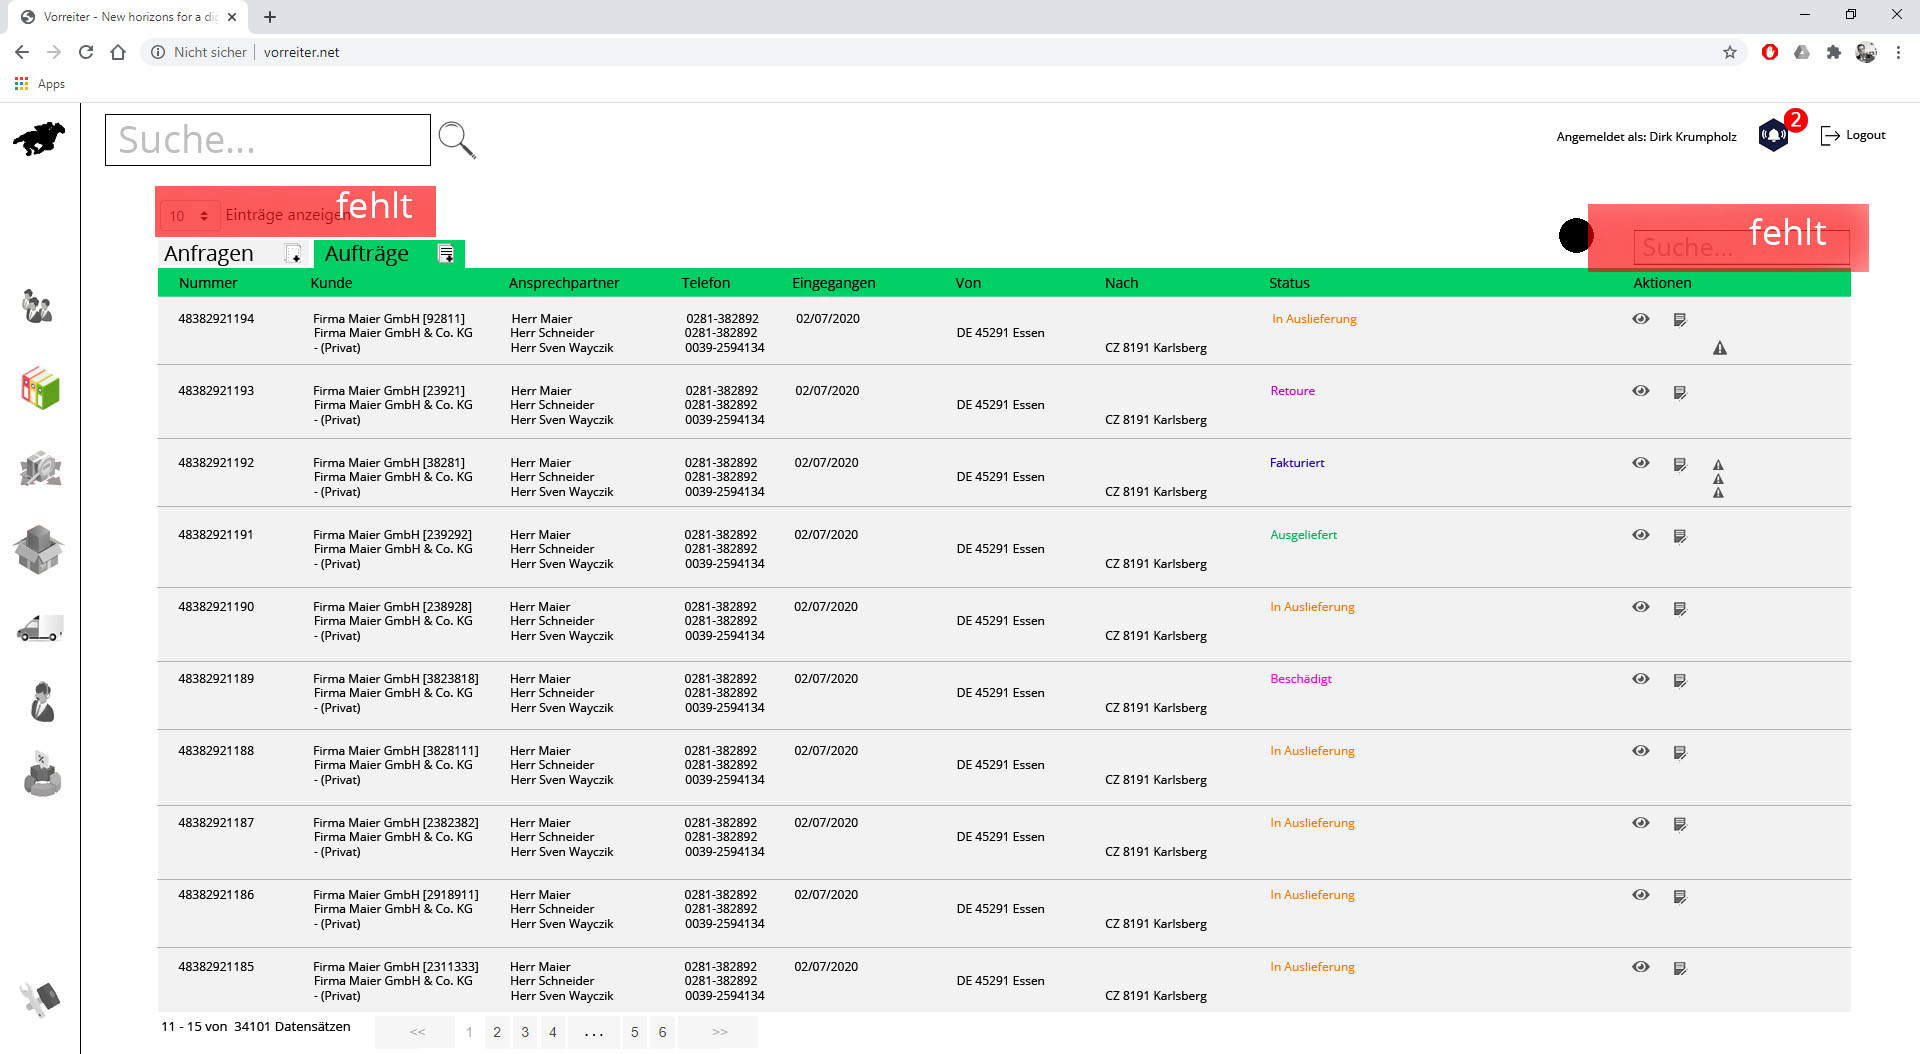 Vorreiter - New horizons for a di
Nicht sicher vorreiter.net
Apps
Suche...
Angemeldet als: Dirk Krumpholz
2
Logout
10 Einträge anzeigen
fehlt
fehlt
Suche...
Anfragen Aufträge
Nummer Kunde Ansprechpartner Telefon Eingegangen Von Nach Status Aktionen
48382921194 Firma Maier GmbH [92811] Herr Maier 0281-382892 02/07/2020 In Auslieferung
Firma Maier GmbH & Co. KG Herr Schneider 0281-382892 DE 45291 Essen
- (Privat) Herr Sven Wayczik 0039-2594134 CZ 8191 Karlsberg
48382921193 Firma Maier GmbH [23921] Herr Maier 0281-382892 02/07/2020 Retoure
Firma Maier GmbH & Co. KG Herr Schneider 0281-382892 DE 45291 Essen
- (Privat) Herr Sven Wayczik 0039-2594134 CZ 8191 Karlsberg
48382921192 Firma Maier GmbH [38281] Herr Maier 0281-382892 02/07/2020 Fakturiert
Firma Maier GmbH & Co. KG Herr Schneider 0281-382892 DE 45291 Essen
- (Privat) Herr Sven Wayczik 0039-2594134 CZ 8191 Karlsberg
48382921191 Firma Maier GmbH [239292] Herr Maier 0281-382892 02/07/2020 Ausgeliefert
Firma Maier GmbH & Co. KG Herr Schneider 0281-382892 DE 45291 Essen
- (Privat) Herr Sven Wayczik 0039-2594134 CZ 8191 Karlsberg
48382921190 Firma Maier GmbH [238928] Herr Maier 0281-382892 02/07/2020 In Auslieferung
Firma Maier GmbH & Co. KG Herr Schneider 0281-382892 DE 45291 Essen
- (Privat) Herr Sven Wayczik 0039-2594134 CZ 8191 Karlsberg
48382921189 Firma Maier GmbH [3823818] Herr Maier 0281-382892 02/07/2020 Beschädigt
Firma Maier GmbH & Co. KG Herr Schneider 0281-382892 DE 45291 Essen
- (Privat) Herr Sven Wayczik 0039-2594134 CZ 8191 Karlsberg
48382921188 Firma Maier GmbH [3828111] Herr Maier 0281-382892 02/07/2020 In Auslieferung
Firma Maier GmbH & Co. KG Herr Schneider 0281-382892 DE 45291 Essen
- (Privat) Herr Sven Wayczik 0039-2594134 CZ 8191 Karlsberg
48382921187 Firma Maier GmbH [2382382] Herr Maier 0281-382892 02/07/2020 In Auslieferung
Firma Maier GmbH & Co. KG Herr Schneider 0281-382892 DE 45291 Essen
- (Privat) Herr Sven Wayczik 0039-2594134 CZ 8191 Karlsberg
48382921186 Firma Maier GmbH [2918911] Herr Maier 0281-382892 02/07/2020 In Auslieferung
Firma Maier GmbH & Co. KG Herr Schneider 0281-382892 DE 45291 Essen
- (Privat) Herr Sven Wayczik 0039-2594134 CZ 8191 Karlsberg
48382921185 Firma Maier GmbH [2311333] Herr Maier 0281-382892 02/07/2020 In Auslieferung
Firma Maier GmbH & Co. KG Herr Schneider 0281-382892 DE 45291 Essen
- (Privat) Herr Sven Wayczik 0039-2594134 CZ 8191 Karlsberg
11 - 15 von 34101 Datensätzen << 1 2 3 4 ... 5 6 >>